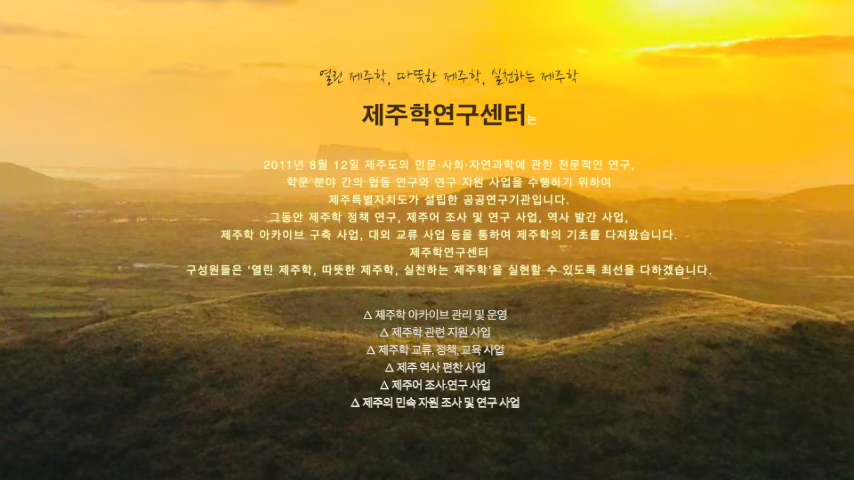 열린 제주학, 따뜻한 제주학, 실천하는 제주학
제주학연구센터는
2011년 8월 12일 제주도의 인문·사회·자연과학에 관한 전문적인 연구,
학문 분야 간의 협동 연구와 연구 지원 사업을 수행하기 위하여
제주특별자치도가 설립한 공공연구기관입니다.
그동안 제주학 정책 연구, 제주어 조사 및 연구 사업, 역사 발간 사업,
제주학 아카이브 구축 사업, 대외 교류 사업 등을 통하여 제주학의 기초를 다져왔습니다.
제주학연구센터
구성원들은 '열린 제주학, 따뜻한 제주학, 실천하는 제주학'을 실현할 수 있도록 최선을 다하겠습니다.
△ 제주학 아카이브 관리 및 운영
△ 제주학 관련 지원 사업
△ 제주학 교류, 정책, 교육 사업
△ 제주 역사 편찬 사업
△ 제주어 조사·연구 사업
△ 제주의 민속 자원 조사 및 연구 사업